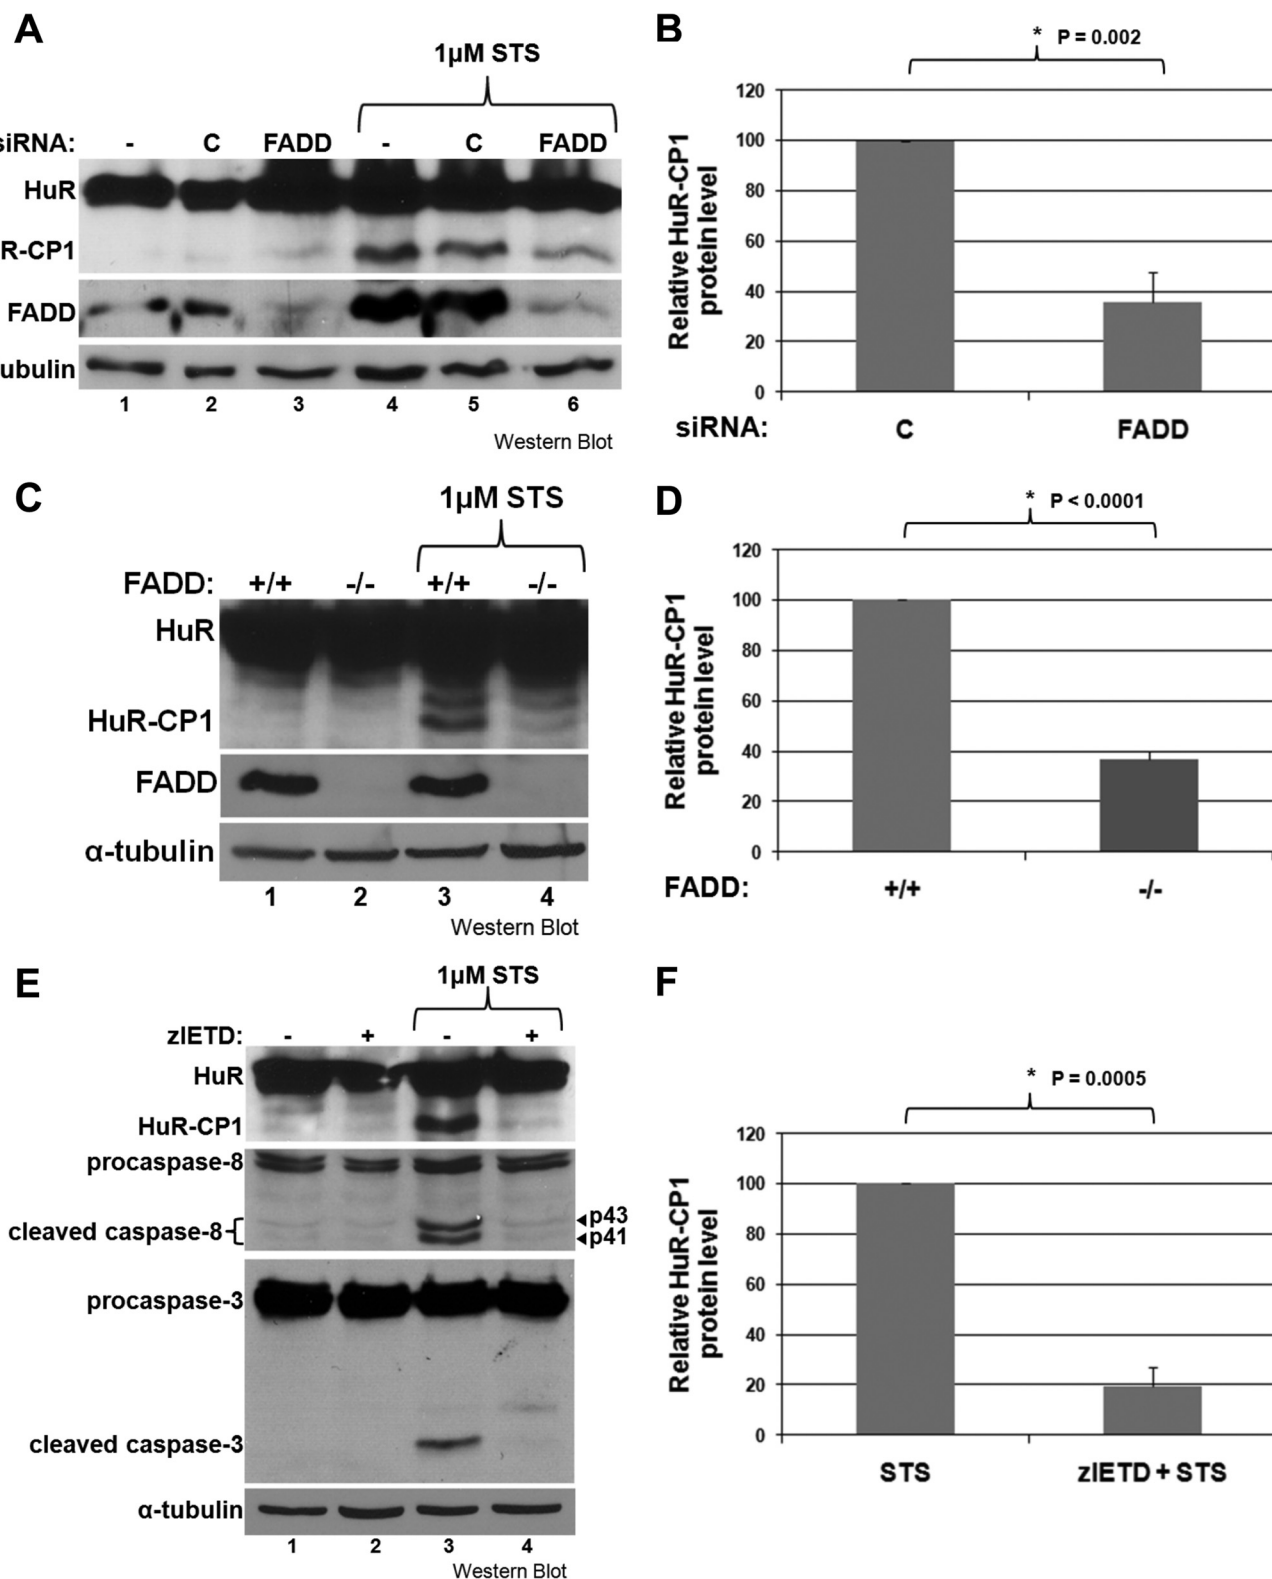 A
1μM STS
siRNA: - C FADD - C FADD
HuR
R-CP1
FADD
ubulin
1 2 3 4 5 6
Western Blot
B
* P = 0.002
Relative HuR-CP1
protein level
120
100
80
60
40
20
0
siRNA: C FADD
C
1μM STS
FADD: +/+ -/- +/+ -/-
HuR
HuR-CP1
FADD
α-tubulin
1 2 3 4
Western Blot
D
* P < 0.0001
Relative HuR-CP1
protein level
120
100
80
60
40
20
0
FADD: +/+ -/-
E
1μM STS
zIETD: - + - +
HuR
HuR-CP1
procaspase-8
cleaved caspase-8
p43
p41
procaspase-3
cleaved caspase-3
α-tubulin
1 2 3 4
Western Blot
F
* P = 0.0005
Relative HuR-CP1
protein level
120
100
80
60
40
20
0
STS zIETD + STS